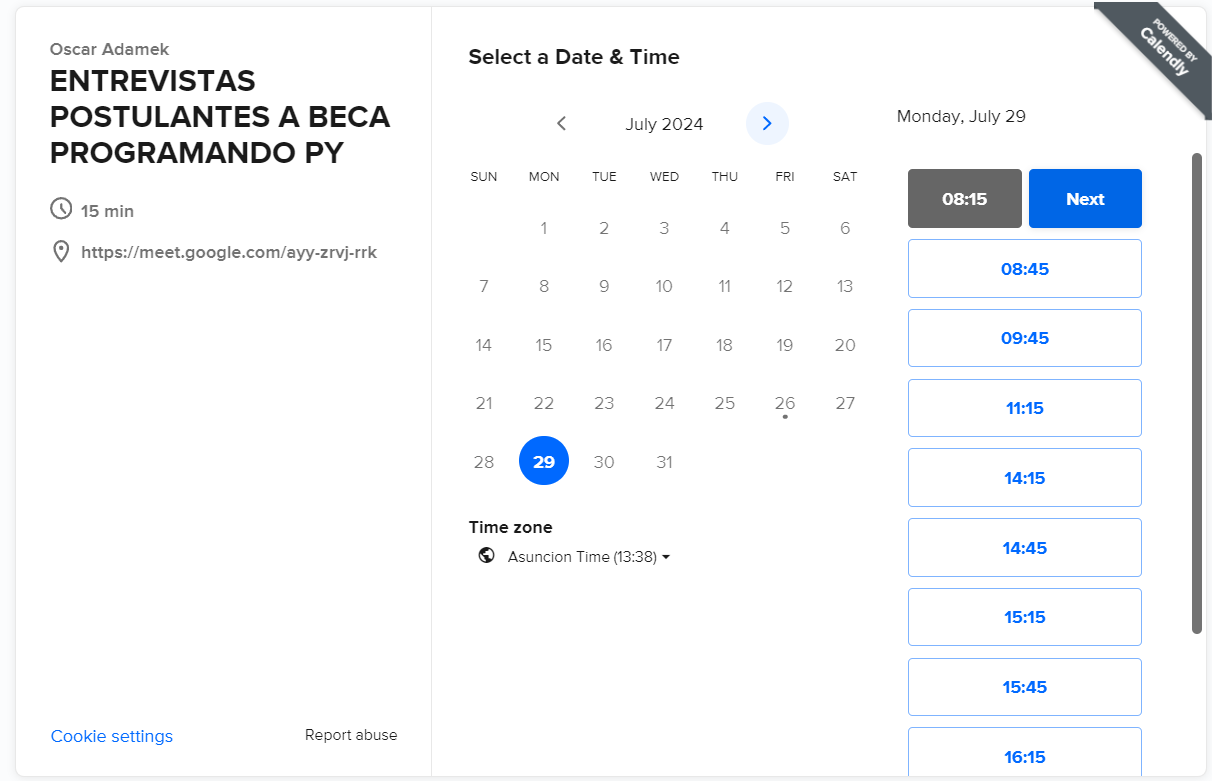 Oscar Adamek
ENTREVISTAS
POSTULANTES A BECA
PROGRAMANDO PY
15 min
https://meet.google.com/ayy-zrvj-rrk
Cookie settings
Report abuse
Select a Date & Time
July 2024
SUN MON TUE WED THU FRI SAT
1 2 3 4 5 6
7 8 9 10 11 12 13
14 15 16 17 18 19 20
21 22 23 24 25 26 27
28 29 30 31
Time zone
Asuncion Time (13:38)
Monday, July 29
08:15 Next
08:45
09:45
11:15
14:15
14:45
15:15
15:45
16:15
POWERED BY
Calendly